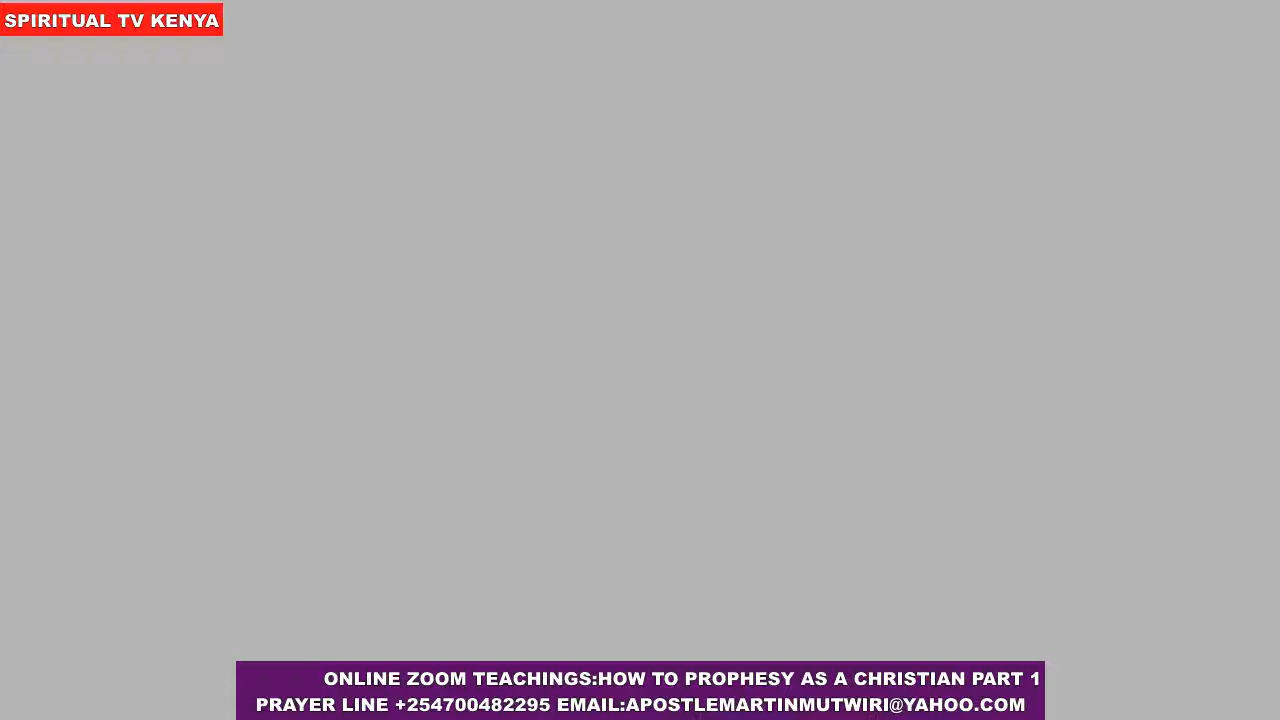 SPIRITUAL TV KENYA
ONLINE ZOOM TEACHINGS:HOW TO PROPHESY AS A CHRISTIAN PART 1
PRAYER LINE +254700482295 EMAIL:APOSTLEMARTINMUTWIRI@YAHOO.COM